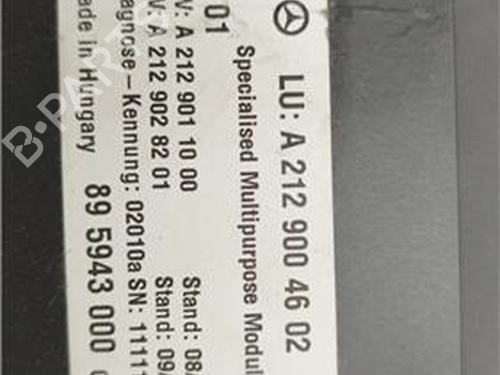 LU: A 212 900 46 02
Specialised Multipurpose Modul
01
V: A 212 901 10 00 Stand: 08/
V: A 212 902 82 01 Stand: 09/
agnose – Kennung: 02010a SN: 11111
ade in Hungary 89 5943 000
B-PARTS